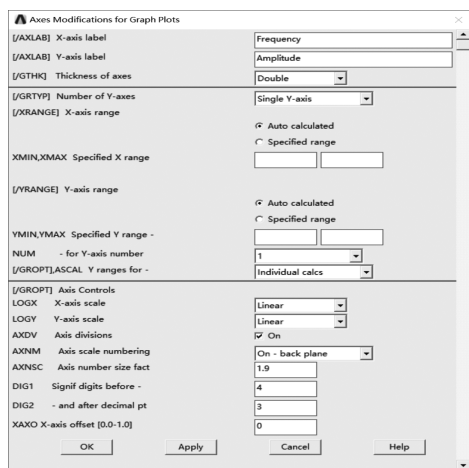 Axes Modifications for Graph Plots
[/AXLAB] X-axis label Frequency
[/AXLAB] Y-axis label Amplitude
[/GTHK] Thickness of axes Double
[/GRTYP] Number of Y-axes Single Y-axis
[/XRANGE] X-axis range
Auto calculated
Specified range
XMIN,XMAX Specified X range
[/YRANGE] Y-axis range
Auto calculated
Specified range
YMIN,YMAX Specified Y range -
NUM - for Y-axis number 1
[/GROPT],ASCAL Y ranges for - Individual calcs
[/GROPT] Axis Controls
LOGX X-axis scale Linear
LOGY Y-axis scale Linear
AXDV Axis divisions On
AXNM Axis scale numbering On - back plane
AXNSC Axis number size fact 1.9
DIG1 Signif digits before - 4
DIG2 - and after decimal pt 3
XAXO X-axis offset [0.0-1.0] 0
OK Apply Cancel Help